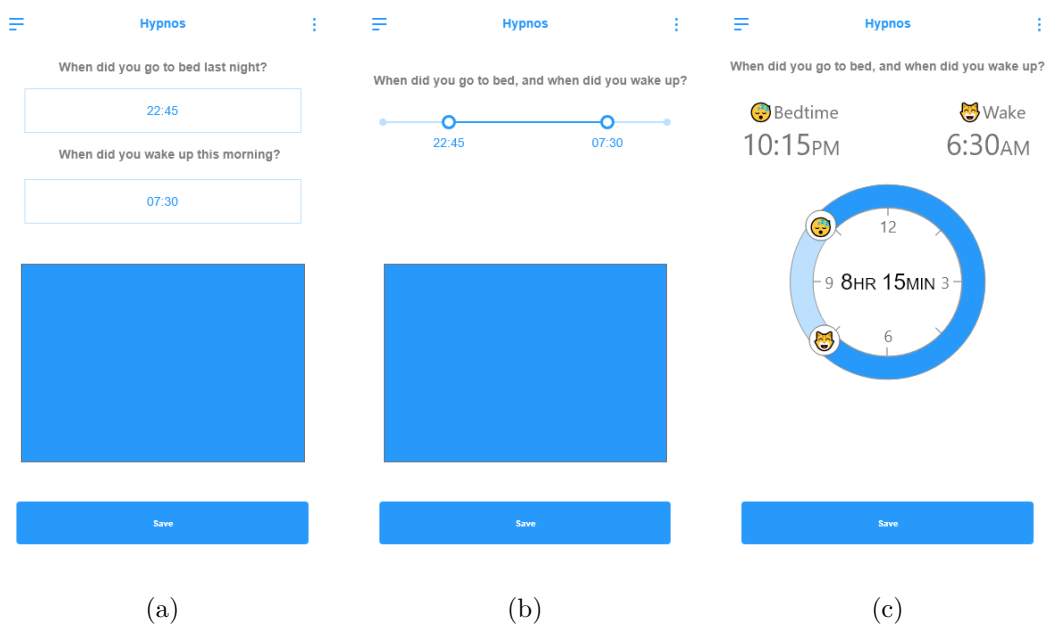 Hypnos
When did you go to bed last night?
22:45
When did you wake up this morning?
07:30
Save
(a)
Hypnos
When did you go to bed, and when did you wake up?
22:45 07:30
Save
(b)
Hypnos
When did you go to bed, and when did you wake up?
Bedtime Wake
10:15PM 6:30AM
12
9 8HR 15MIN 3
6
Save
(c)